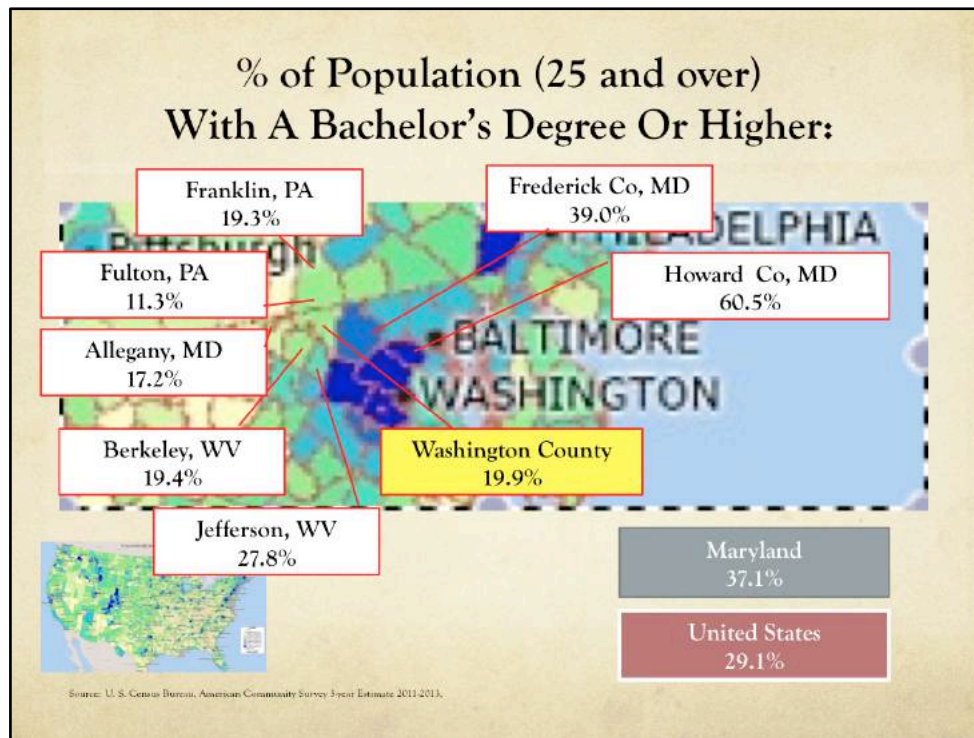 % of Population (25 and over)
With A Bachelor's Degree Or Higher:
Franklin, PA
19.3%
Frederick Co, MD
39.0%
Pittsburgh
PHILADELPHIA
Fulton, PA
11.3%
Howard Co, MD
60.5%
Allegany, MD
17.2%
BALTIMORE
WASHINGTON
Berkeley, WV
19.4%
Washington County
19.9%
Jefferson, WV
27.8%
Maryland
37.1%
United States
29.1%
Source: U. S. Census Bureau, American Community Survey 3-year Estimate 2011-2013,